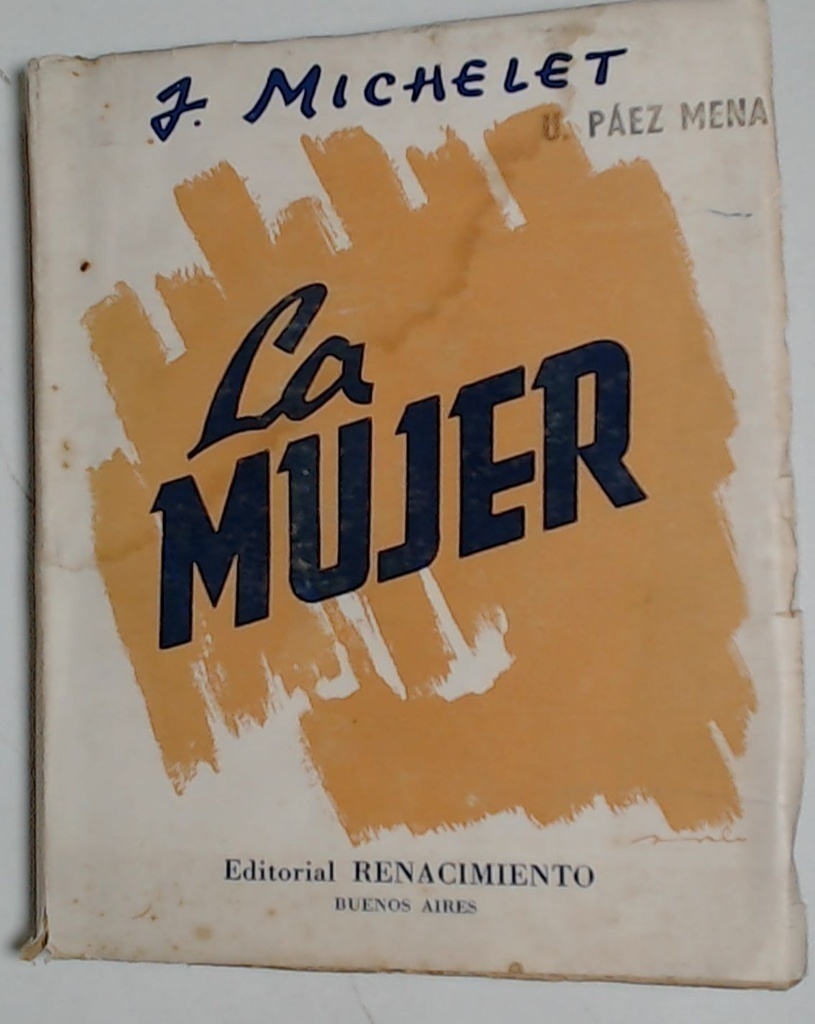 J. MICHELET
U. PÁEZ MENA
La
MUJER
Editorial RENACIMIENTO
BUENOS AIRES